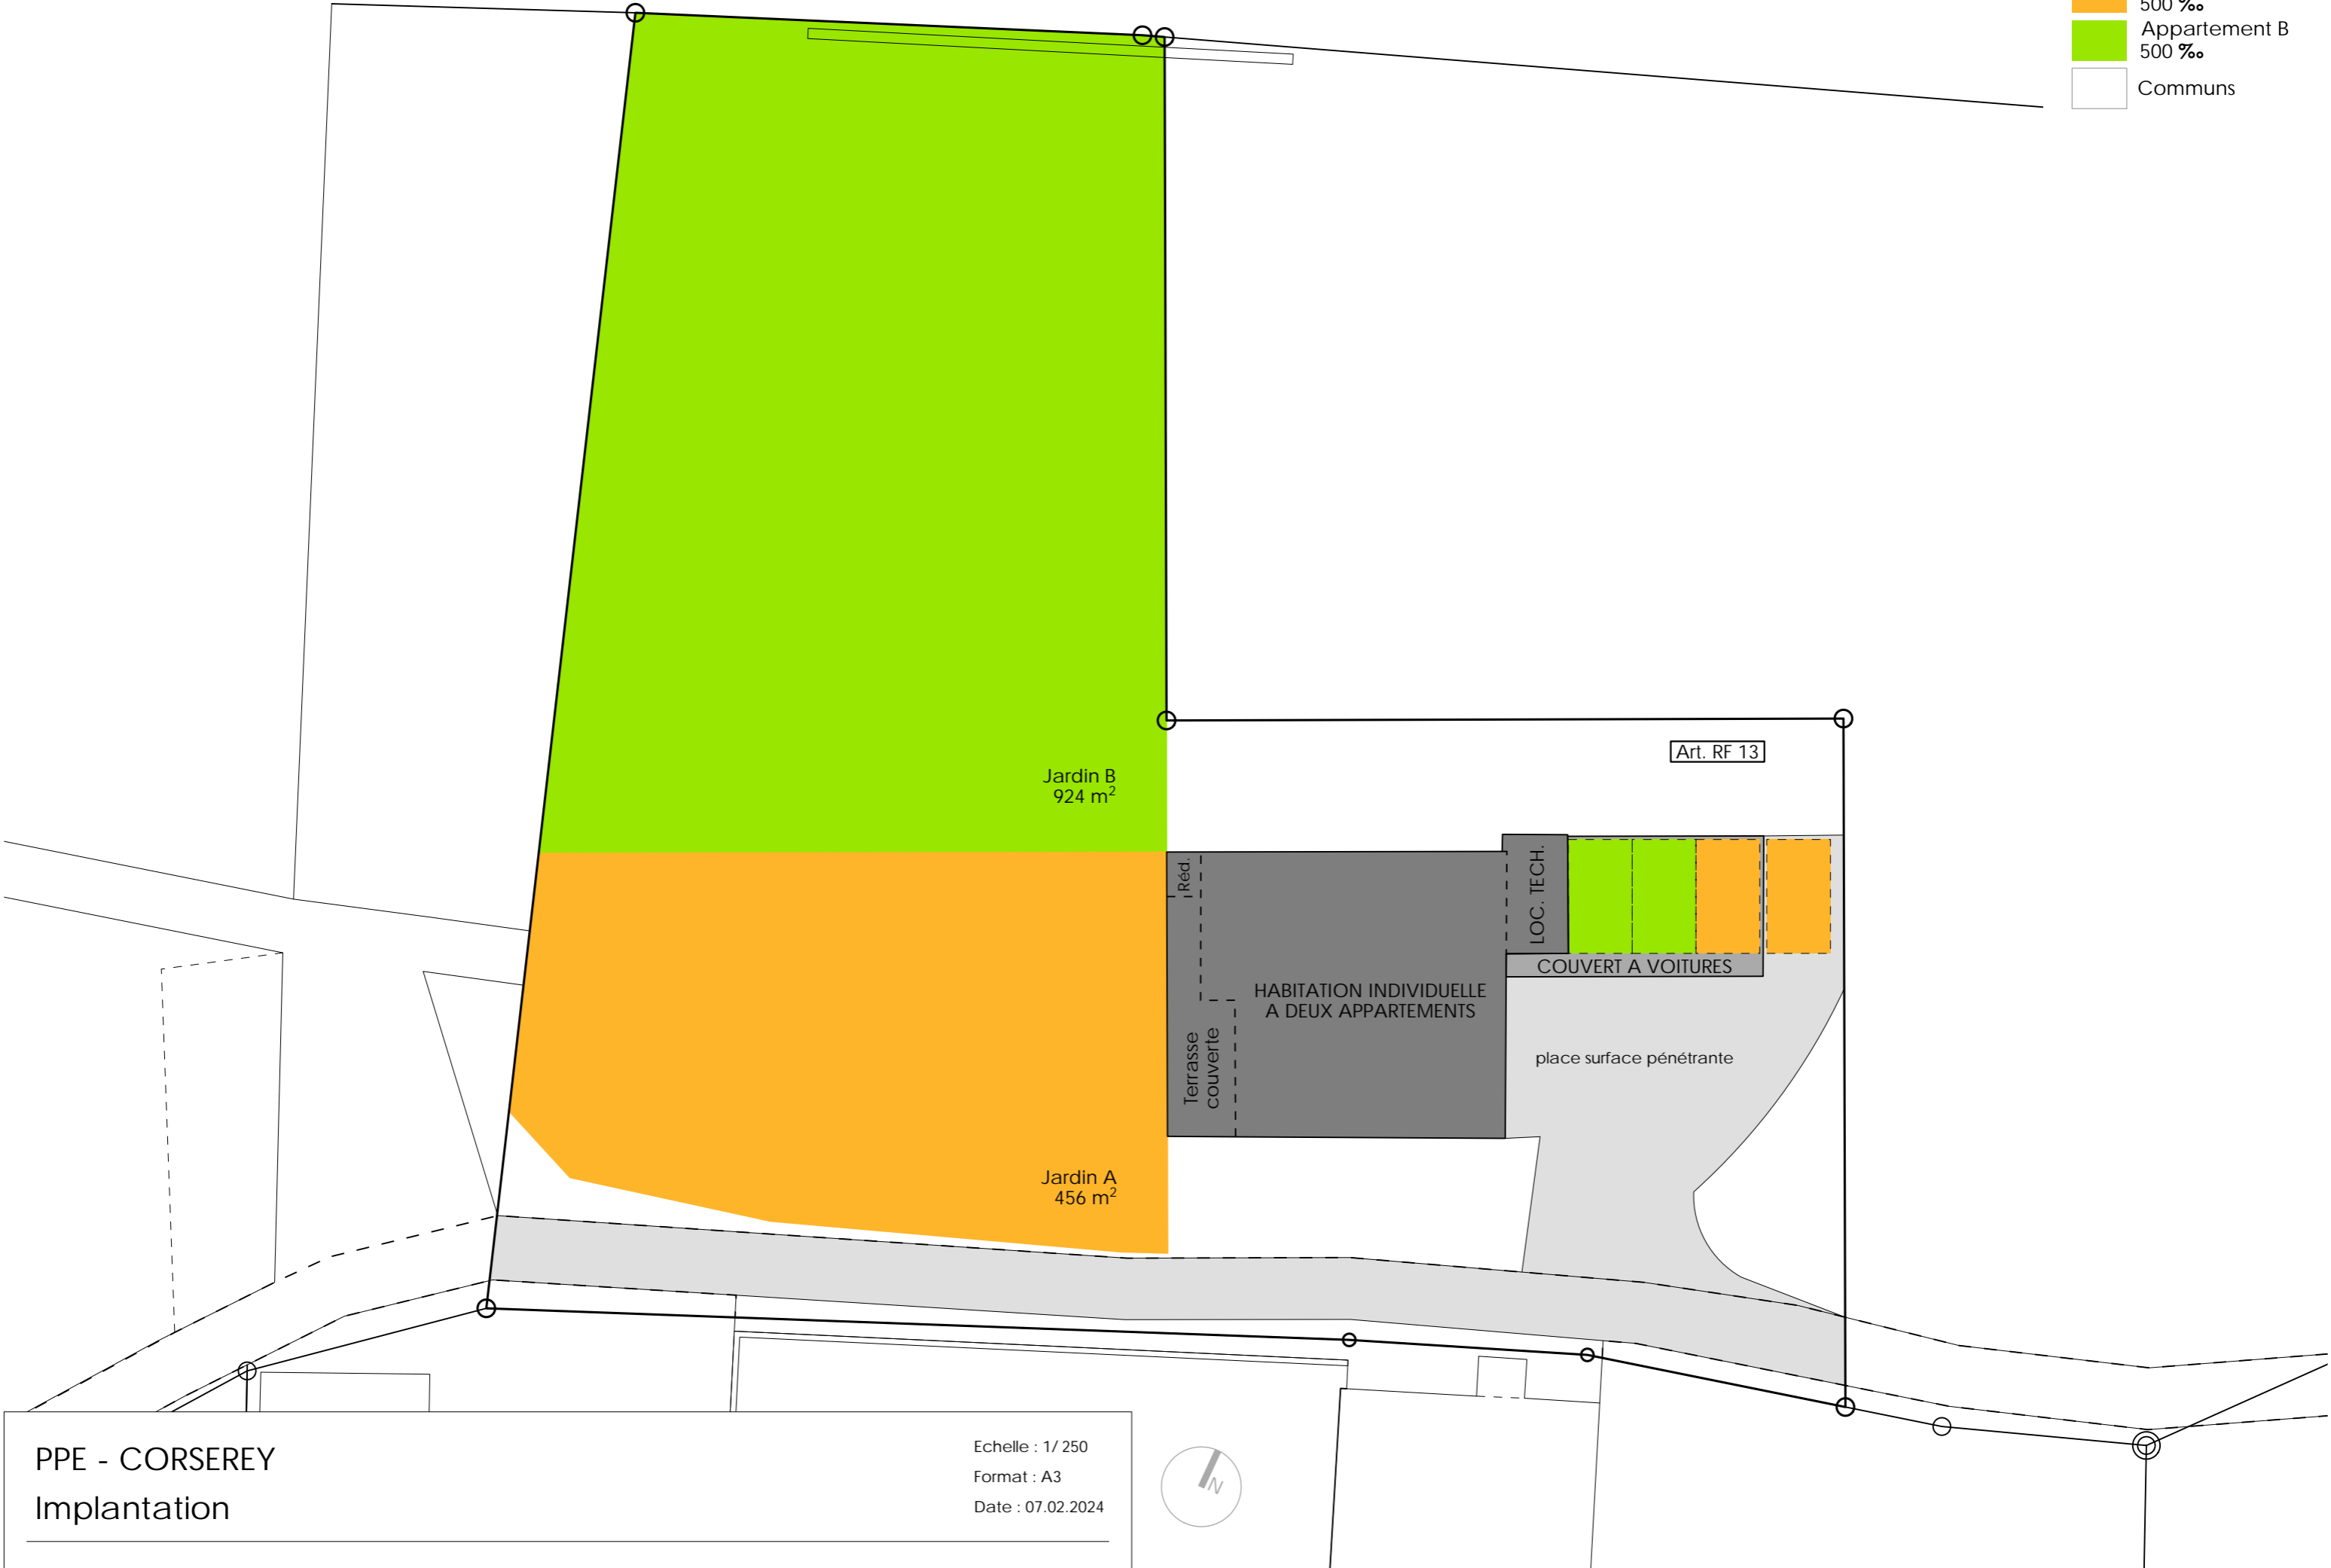 500 ‰
Appartement B
500 ‰
Communs
Art. RF 13
Jardin B
924 m²
Réd.
LOC. TECH.
COUVERT A VOITURES
HABITATION INDIVIDUELLE
A DEUX APPARTEMENTS
Terrasse
couverte
place surface pénétrante
Jardin A
456 m²
PPE - CORSEREY
Implantation
Echelle : 1/250
Format : A3
Date : 07.02.2024
N